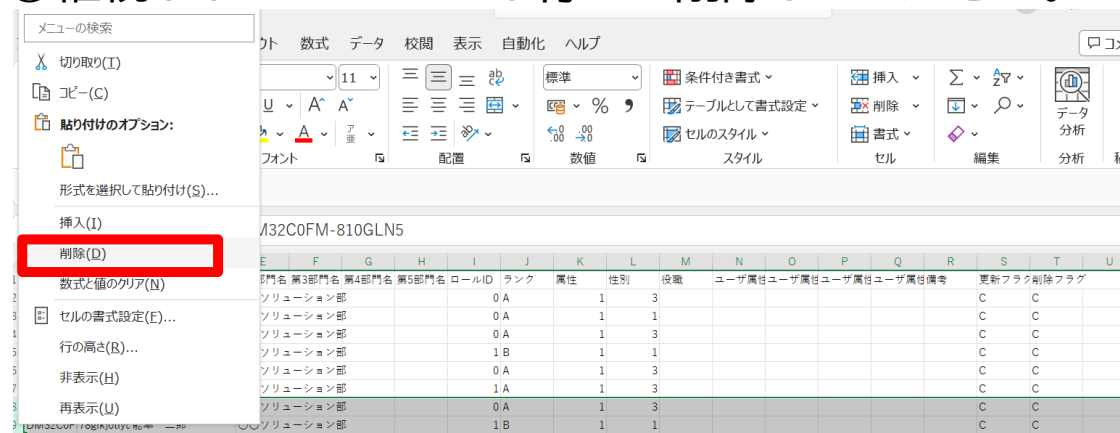 メニューの検索
切り取り(T)
コピー(C)
貼り付けのオプション:
形式を選択して貼り付け(S)...
挿入(I)
削除(D)
数式と値のクリア(N)
セルの書式設定(F)...
行の高さ(R)...
非表示(H)
再表示(U)
数式 データ 校閲 表示 自動化 ヘルプ
11 標準 条件付き書式 挿入
テーブルとして書式設定 削除
セルのスタイル 書式
データ
分析
フォント 配置 数値 スタイル セル 編集 分析
M32C0FM-810GLN5
E F G H I J K L M N O P Q R S T U
第3部門名 第4部門名 第5部門名 ロールID ランク 属性 性別 役職 ユーザ属性 ユーザ属性 ユーザ属性 ユーザ属性 備考 更新フラグ 削除フラグ
ソリューション部 0 A 1 3 C C
ソリューション部 0 A 1 1 C C
ソリューション部 0 A 1 3 C C
ソリューション部 1 B 1 1 C C
ソリューション部 0 A 1 3 C C
ソリューション部 1 A 1 3 C C
ソリューション部 0 A 1 3 C C
〇〇ソリューション部 1 B 1 1 C C